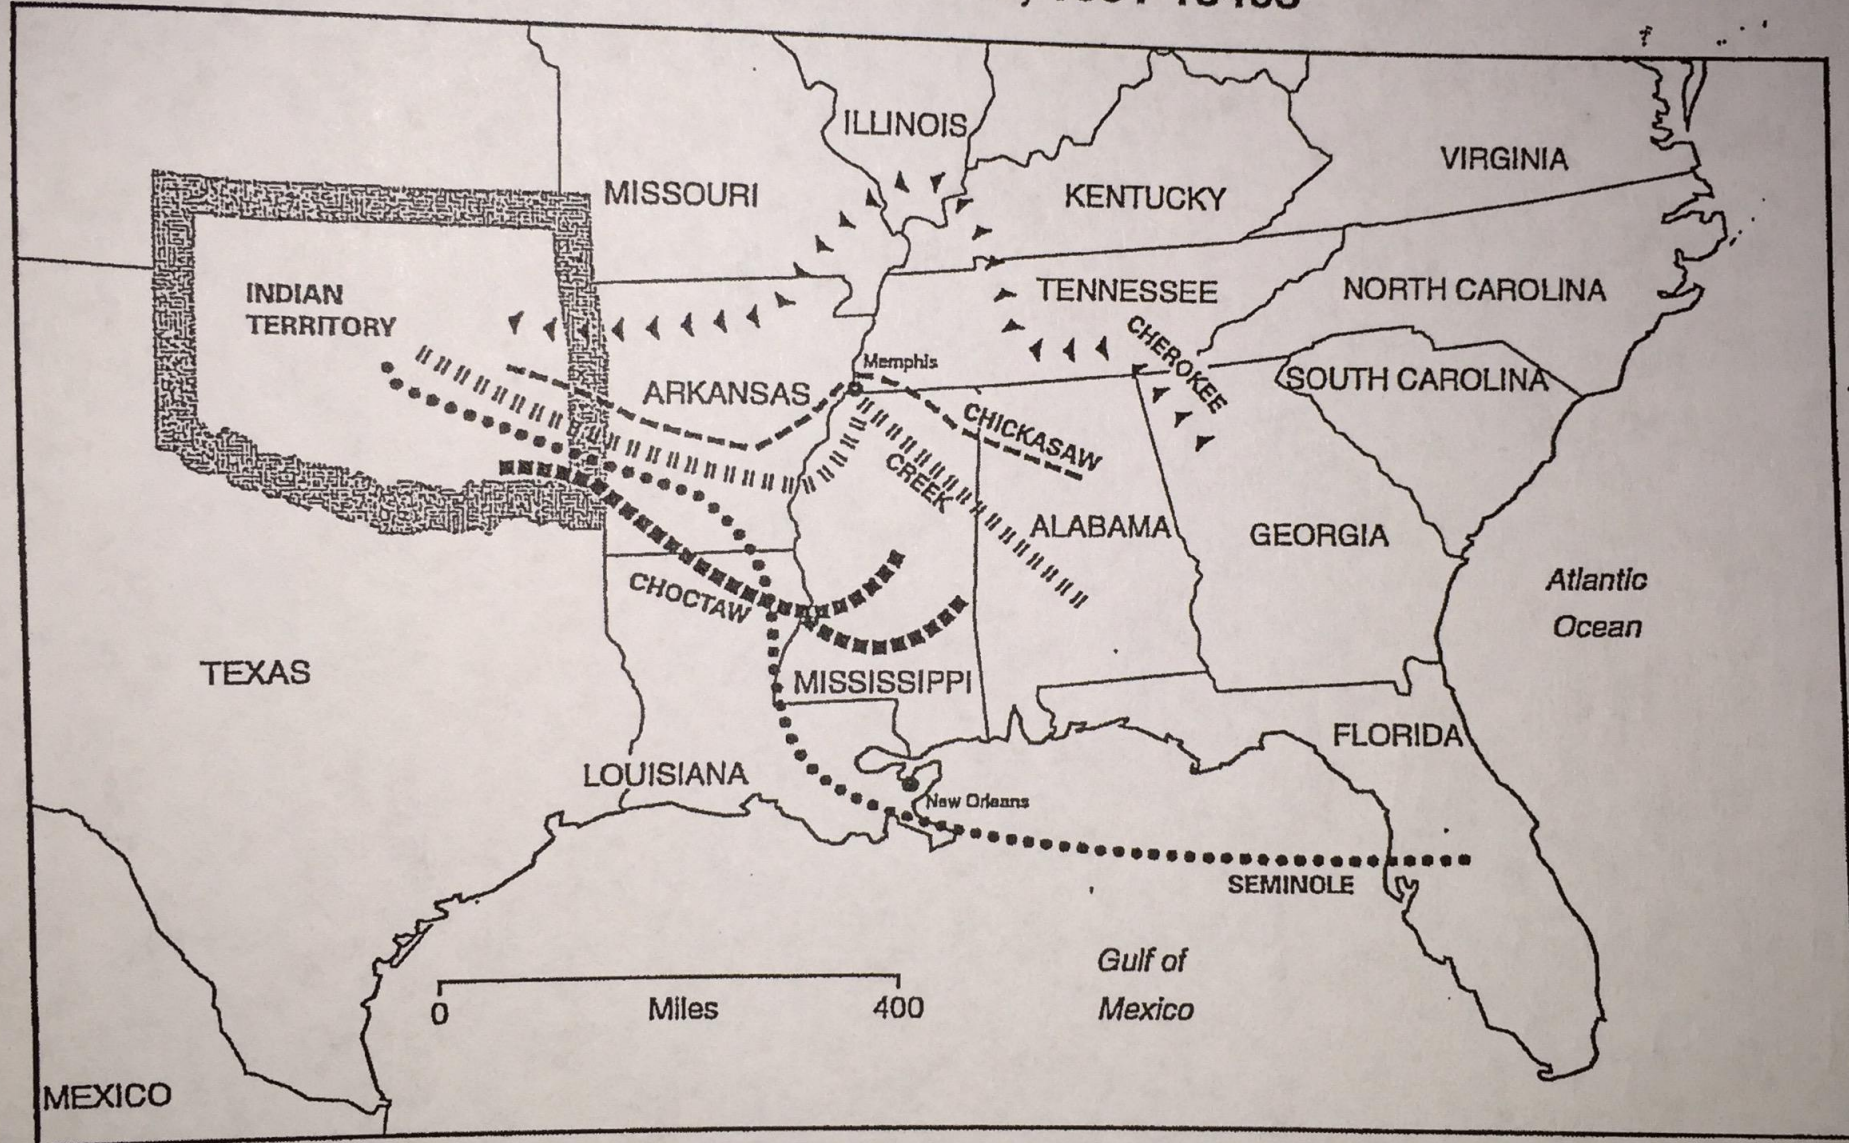 ILLINOIS
VIRGINIA
MISSOURI
KENTUCKY
INDIAN
TERRITORY
TENNESSEE
NORTH CAROLINA
CHEROKEE
Memphis
ARKANSAS
SOUTH CAROLINA
CHICKASAW
CREEK
ALABAMA
GEORGIA
Atlantic
Ocean
CHOCTAW
TEXAS
MISSISSIPPI
FLORIDA
LOUISIANA
New Orleans
SEMINOLE
Gulf of
Mexico
0 Miles 400
MEXICO